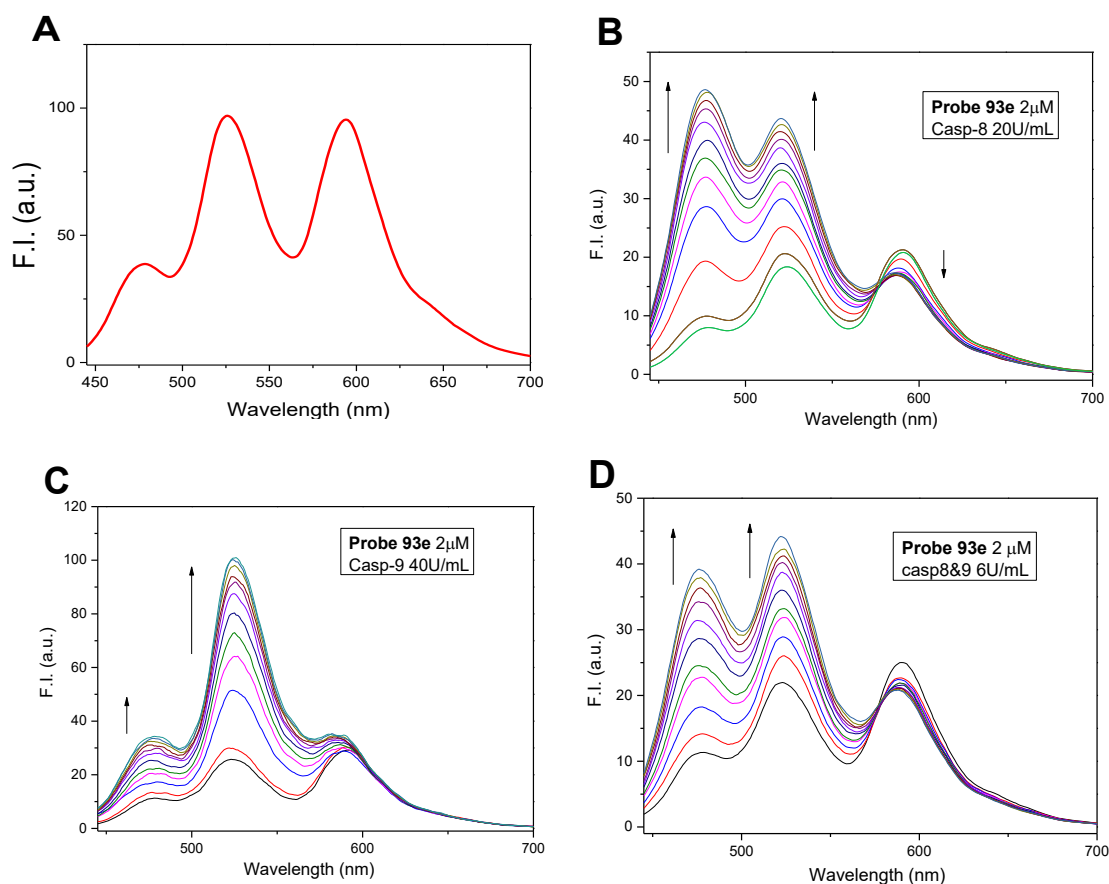 A
F.I. (a.u.)
100
50
0
450 500 550 600 650 700
Wavelength (nm)
B
F.I. (a.u.)
50
40
30
20
10
0
500 600 700
Wavelength (nm)
Probe 93e 2μM
Casp-8 20U/mL
C
F.I. (a.u.)
120
100
80
60
40
20
0
500 600 700
Wavelength (nm)
Probe 93e 2μM
Casp-9 40U/mL
D
F.I. (a.u.)
50
40
30
20
10
0
500 600 700
Wavelength (nm)
Probe 93e 2 μM
casp8&9 6U/mL